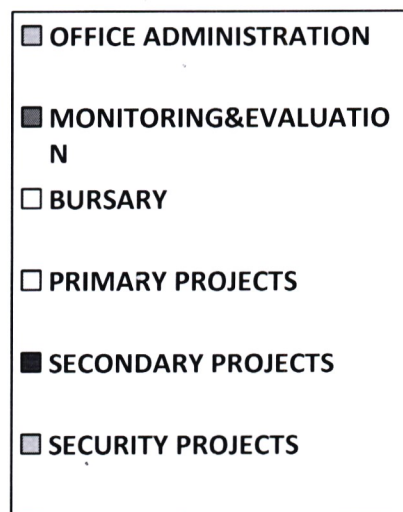 OFFICE ADMINISTRATION
MONITORING&EVALUATIO
N
BURSARY
PRIMARY PROJECTS
SECONDARY PROJECTS
SECURITY PROJECTS